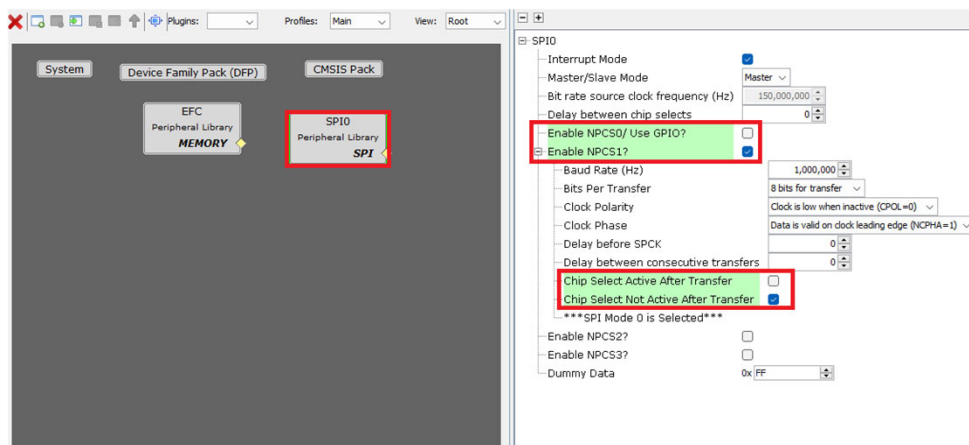 Plugins:
Profiles: Main
View: Root
System
Device Family Pack (DFP)
CMSIS Pack
EFC
Peripheral Library
MEMORY
SPI0
Peripheral Library
SPI
SPI0
Interrupt Mode
Master/Slave Mode Master
Bit rate source clock frequency (Hz) 150,000,000
Delay between chip selects 0
Enable NPCS0/ Use GPIO?
Enable NPCS1?
Baud Rate (Hz) 1,000,000
Bits Per Transfer 8 bits for transfer
Clock Polarity Clock is low when inactive (CPOL=0)
Clock Phase Data is valid on clock leading edge (NCPHA=1)
Delay before SPCK 0
Delay between consecutive transfers 0
Chip Select Active After Transfer
Chip Select Not Active After Transfer
***SPI Mode 0 is Selected***
Enable NPCS2?
Enable NPCS3?
Dummy Data 0x FF